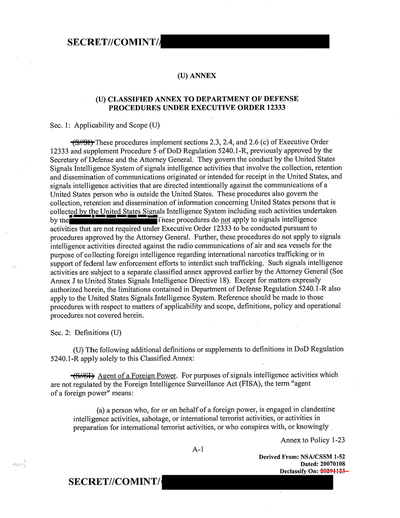 SECRET//COMINT//
(U) ANNEX
(U) CLASSIFIED ANNEX TO DEPARTMENT OF DEFENSE
PROCEDURES UNDER EXECUTIVE ORDER 12333
Sec. 1: Applicability and Scope (U)
(S//SI) These procedures implement sections 2.3, 2.4, and 2.6 (c) of Executive Order
12333 and supplement Procedure 5 of DoD Regulation 5240.1-R, previously approved by the
Secretary of Defense and the Attorney General. They govern the conduct by the United States
Signals Intelligence System of signals intelligence activities that involve the collection, retention
and dissemination of communications originated or intended for receipt in the United States, and
signals intelligence activities that are directed intentionally against the communications of a
United States person who is outside the United States. These procedures also govern the
collection, retention and dissemination of information concerning United States persons that is
collected by the United States Signals Intelligence System including such activities undertaken
by the These procedures do not apply to signals intelligence
activities that are not required under Executive Order 12333 to be conducted pursuant to
procedures approved by the Attorney General. Further, these procedures do not apply to signals
intelligence activities directed against the radio communications of air and sea vessels for the
purpose of collecting foreign intelligence regarding international narcotics trafficking or in
support of federal law enforcement efforts to interdict such trafficking. Such signals intelligence
activities are subject to a separate classified annex approved earlier by the Attorney General (See
Annex J to United States Signals Intelligence Directive 18). Except for matters expressly
authorized herein, the limitations contained in Department of Defense Regulation 5240.1-R also
apply to the United States Signals Intelligence System. Reference should be made to those
procedures with respect to matters of applicability and scope, definitions, policy and operational
procedures not covered herein.
Sec. 2: Definitions (U)
(U) The following additional definitions or supplements to definitions in DoD Regulation
5240.1-R apply solely to this Classified Annex:
(S//SI) Agent of a Foreign Power. For purposes of signals intelligence activities which
are not regulated by the Foreign Intelligence Surveillance Act (FISA), the term "agent
of a foreign power" means:
(a) a person who, for or on behalf of a foreign power, is engaged in clandestine
intelligence activities, sabotage, or international terrorist activities, or activities in
preparation for international terrorist activities, or who conspires with, or knowingly
Annex to Policy 1-23
A-1
Derived From: NSA/CSSM 1-52
Dated: 20070108
Declassify On: 20291123
SECRET//COMINT/